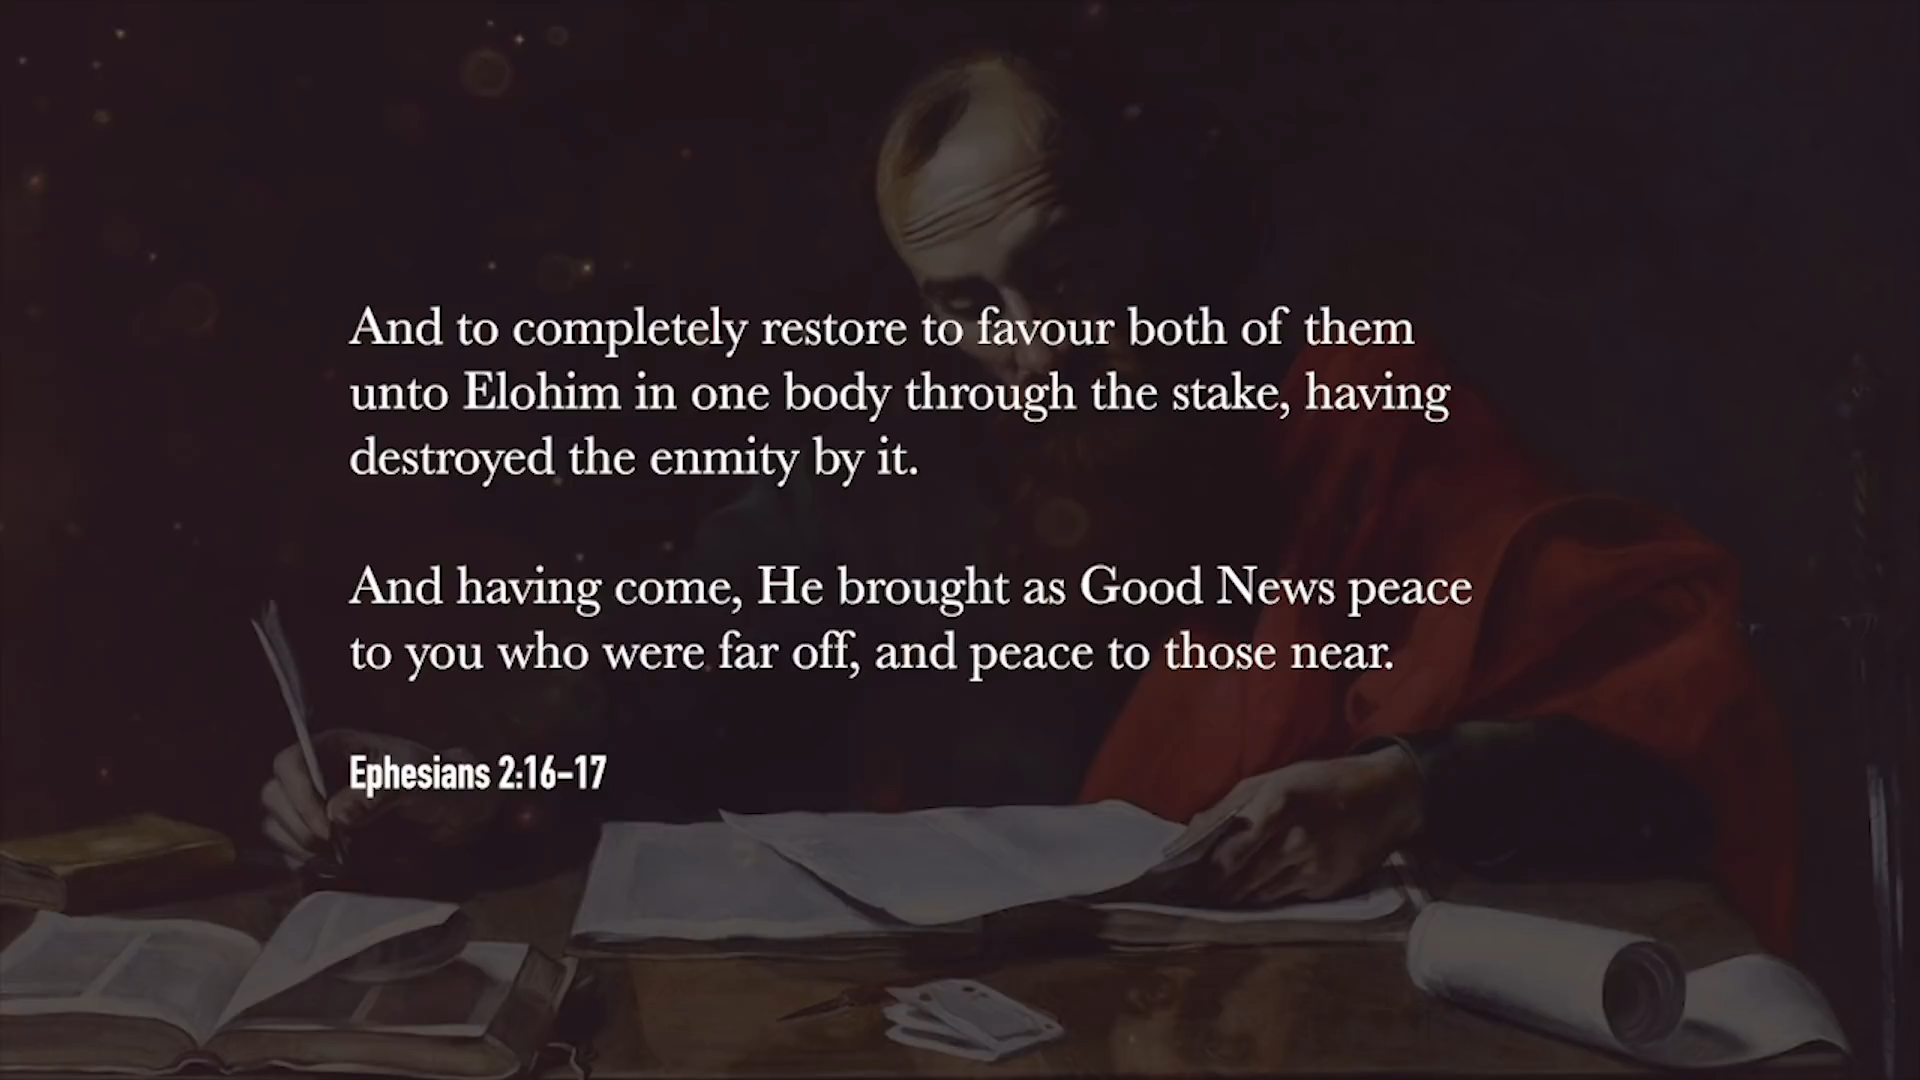 And to completely restore to favour both of them
unto Elohim in one body through the stake, having
destroyed the enmity by it.
And having come, He brought as Good News peace
to you who were far off, and peace to those near.
Ephesians 2:16–17